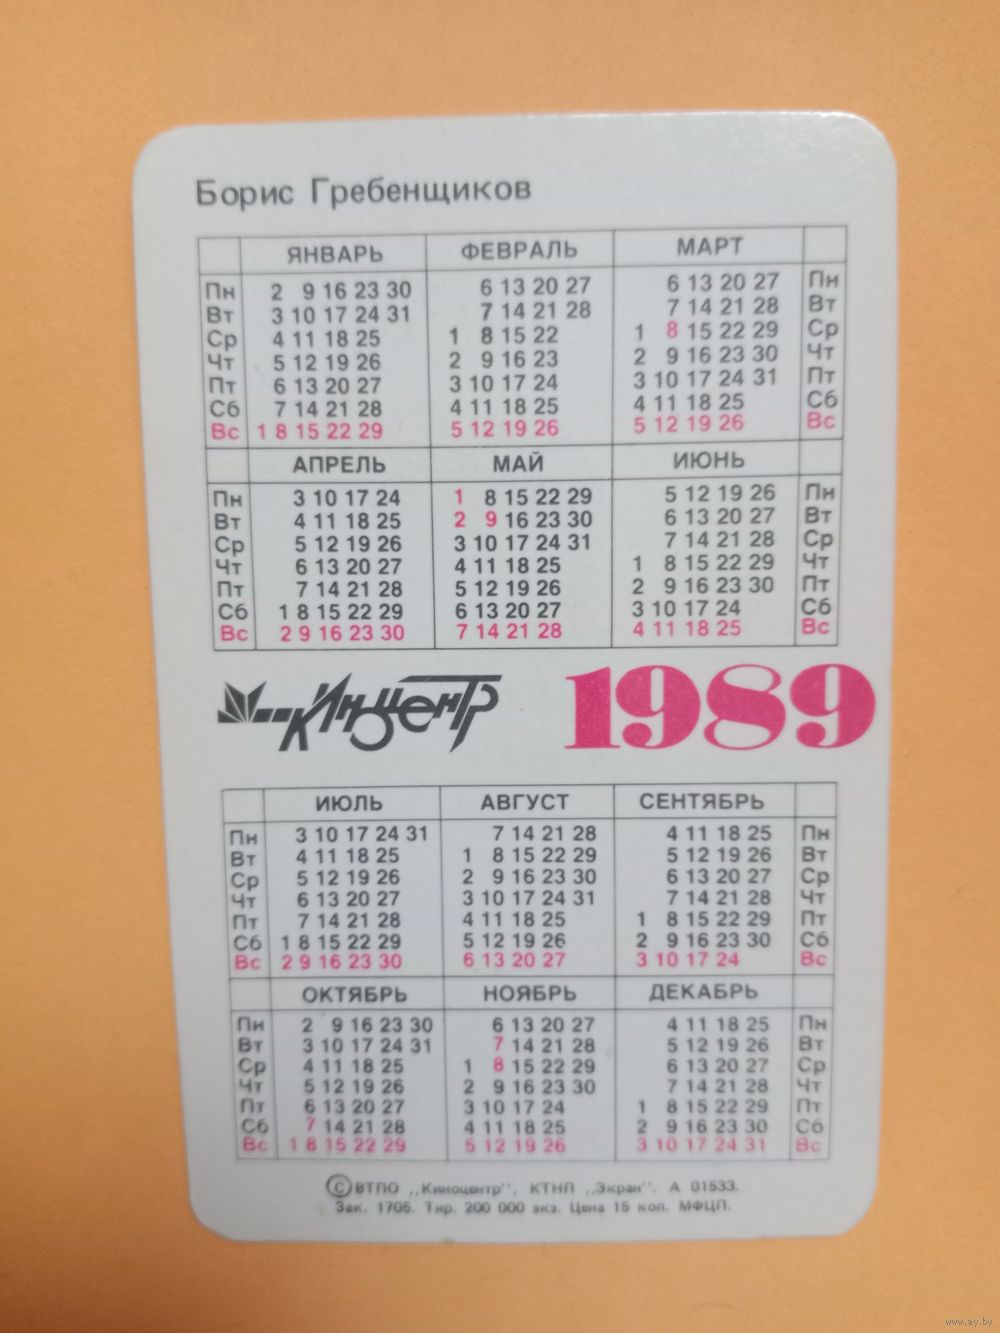 Борис Гребенщиков
ЯНВАРЬ ФЕВРАЛЬ МАРТ
Пн 2 9 16 23 30 6 13 20 27 6 13 20 27 Пн
Вт 3 10 17 24 31 7 14 21 28 7 14 21 28 Вт
Ср 4 11 18 25 1 8 15 22 1 8 15 22 29 Ср
Чт 5 12 19 26 2 9 16 23 2 9 16 23 30 Чт
Пт 6 13 20 27 3 10 17 24 3 10 17 24 31 Пт
Сб 7 14 21 28 4 11 18 25 4 11 18 25 Сб
Вс 1 8 15 22 29 5 12 19 26 5 12 19 26 Вс
АПРЕЛЬ МАЙ ИЮНЬ
Пн 3 10 17 24 1 8 15 22 29 5 12 19 26 Пн
Вт 4 11 18 25 2 9 16 23 30 6 13 20 27 Вт
Ср 5 12 19 26 3 10 17 24 31 7 14 21 28 Ср
Чт 6 13 20 27 4 11 18 25 1 8 15 22 29 Чт
Пт 7 14 21 28 5 12 19 26 2 9 16 23 30 Пт
Сб 1 8 15 22 29 6 13 20 27 3 10 17 24 Сб
Вс 2 9 16 23 30 7 14 21 28 4 11 18 25 Вс
Киноцентр 1989
ИЮЛЬ АВГУСТ СЕНТЯБРЬ
Пн 3 10 17 24 31 7 14 21 28 4 11 18 25 Пн
Вт 4 11 18 25 1 8 15 22 29 5 12 19 26 Вт
Ср 5 12 19 26 2 9 16 23 30 6 13 20 27 Ср
Чт 6 13 20 27 3 10 17 24 31 7 14 21 28 Чт
Пт 7 14 21 28 4 11 18 25 1 8 15 22 29 Пт
Сб 1 8 15 22 29 5 12 19 26 2 9 16 23 30 Сб
Вс 2 9 16 23 30 6 13 20 27 3 10 17 24 Вс
ОКТЯБРЬ НОЯБРЬ ДЕКАБРЬ
Пн 2 9 16 23 30 6 13 20 27 4 11 18 25 Пн
Вт 3 10 17 24 31 7 14 21 28 5 12 19 26 Вт
Ср 4 11 18 25 1 8 15 22 29 6 13 20 27 Ср
Чт 5 12 19 26 2 9 16 23 30 7 14 21 28 Чт
Пт 6 13 20 27 3 10 17 24 1 8 15 22 29 Пт
Сб 7 14 21 28 4 11 18 25 2 9 16 23 30 Сб
Вс 1 8 15 22 29 5 12 19 26 3 10 17 24 31 Вс
© ВТПО „Киноцентр", КТНП „Экран". А 01533.
Зак. 1705. Тир. 200 000 экз. Цена 15 коп. МФЦП.
www.ay.by